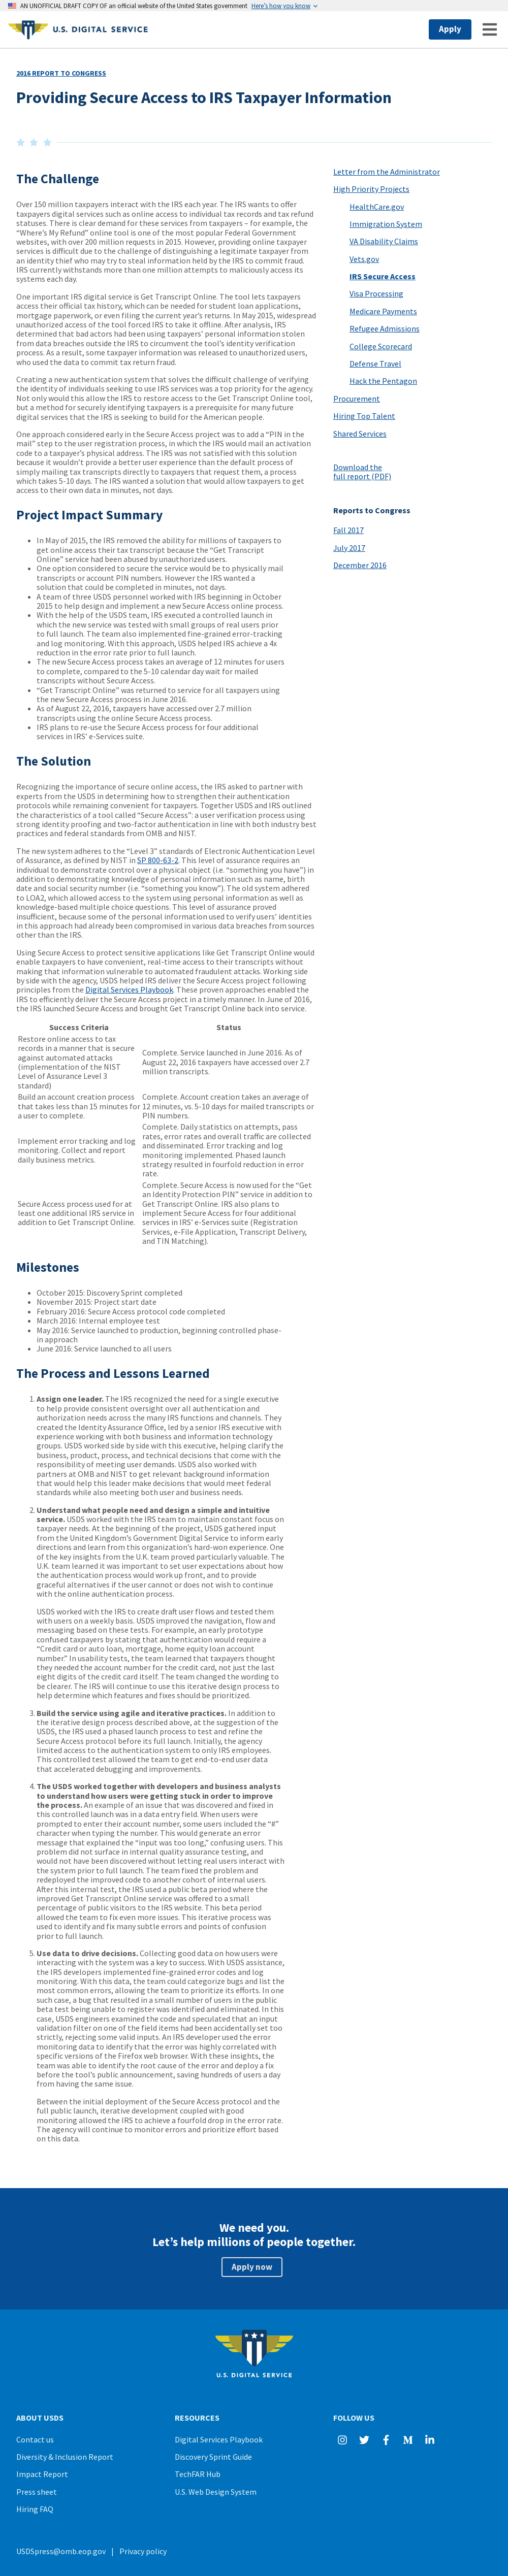 AN UNOFFICIAL DRAFT COPY OF an official website of the United States government Here's how you know
U.S. DIGITAL SERVICE
Apply
2016 REPORT TO CONGRESS
Providing Secure Access to IRS Taxpayer Information
The Challenge
Over 150 million taxpayers interact with the IRS each year. The IRS wants to offer
taxpayers digital services such as online access to individual tax records and tax refund
statuses. There is clear demand for these services from taxpayers – for example, the
“Where’s My Refund” online tool is one of most popular Federal Government
websites, with over 200 million requests in 2015. However, providing online taxpayer
services is difficult due to the challenge of distinguishing a legitimate taxpayer from an
identity thief who may attempt to steal information held by the IRS to commit fraud.
IRS currently withstands more than one million attempts to maliciously access its
systems each day.
One important IRS digital service is Get Transcript Online. The tool lets taxpayers
access their official tax history, which can be needed for student loan applications,
mortgage paperwork, or even filing the current year’s return. In May 2015, widespread
unauthorized access of the tool forced IRS to take it offline. After analysis, IRS
determined that bad actors had been using taxpayers’ personal information stolen
from data breaches outside the IRS to circumvent the tool’s identity verification
process. As a result, some taxpayer information was released to unauthorized users,
who used the data to commit tax return fraud.
Creating a new authentication system that solves the difficult challenge of verifying
the identity of individuals seeking to use IRS services was a top priority for the agency.
Not only would this allow the IRS to restore access to the Get Transcript Online tool,
but a method for securely identifying taxpayers is a prerequisite for many future
digital services that the IRS is seeking to build for the American people.
One approach considered early in the Secure Access project was to add a “PIN in the
mail” step to the user registration process, in which the IRS would mail an activation
code to a taxpayer’s physical address. The IRS was not satisfied with this solution
because it wouldn’t provide a better user experience than the default process of
simply mailing tax transcripts directly to taxpayers that request them, a process
which takes 5-10 days. The IRS wanted a solution that would allow taxpayers to get
access to their own data in minutes, not days.
Project Impact Summary
In May of 2015, the IRS removed the ability for millions of taxpayers to
get online access their tax transcript because the “Get Transcript
Online” service had been abused by unauthorized users.
One option considered to secure the service would be to physically mail
transcripts or account PIN numbers. However the IRS wanted a
solution that could be completed in minutes, not days.
A team of three USDS personnel worked with IRS beginning in October
2015 to help design and implement a new Secure Access online process.
With the help of the USDS team, IRS executed a controlled launch in
which the new service was tested with small groups of real users prior
to full launch. The team also implemented fine-grained error-tracking
and log monitoring. With this approach, USDS helped IRS achieve a 4x
reduction in the error rate prior to full launch.
The new Secure Access process takes an average of 12 minutes for users
to complete, compared to the 5-10 calendar day wait for mailed
transcripts without Secure Access.
“Get Transcript Online” was returned to service for all taxpayers using
the new Secure Access process in June 2016.
As of August 22, 2016, taxpayers have accessed over 2.7 million
transcripts using the online Secure Access process.
IRS plans to re-use the Secure Access process for four additional
services in IRS’ e-Services suite.
The Solution
Recognizing the importance of secure online access, the IRS asked to partner with
experts from the USDS in determining how to strengthen their authentication
protocols while remaining convenient for taxpayers. Together USDS and IRS outlined
the characteristics of a tool called “Secure Access”: a user verification process using
strong identity proofing and two-factor authentication in line with both industry best
practices and federal standards from OMB and NIST.
The new system adheres to the “Level 3” standards of Electronic Authentication Level
of Assurance, as defined by NIST in SP 800-63-2. This level of assurance requires an
individual to demonstrate control over a physical object (i.e. “something you have”) in
addition to demonstrating knowledge of personal information such as name, birth
date and social security number (i.e. “something you know”). The old system adhered
to LOA2, which allowed access to the system using personal information as well as
knowledge-based multiple choice questions. This level of assurance proved
insufficient, because some of the personal information used to verify users’ identities
in this approach had already been compromised in various data breaches from sources
other than the IRS.
Using Secure Access to protect sensitive applications like Get Transcript Online would
enable taxpayers to have convenient, real-time access to their transcripts without
making that information vulnerable to automated fraudulent attacks. Working side
by side with the agency, USDS helped IRS deliver the Secure Access project following
principles from the Digital Services Playbook. These proven approaches enabled the
IRS to efficiently deliver the Secure Access project in a timely manner. In June of 2016,
the IRS launched Secure Access and brought Get Transcript Online back into service.
Success Criteria Status
Restore online access to tax
records in a manner that is secure
against automated attacks
(implementation of the NIST
Level of Assurance Level 3
standard)
Complete. Service launched in June 2016. As of
August 22, 2016 taxpayers have accessed over 2.7
million transcripts.
Build an account creation process
that takes less than 15 minutes for
a user to complete.
Complete. Account creation takes an average of
12 minutes, vs. 5-10 days for mailed transcripts or
PIN numbers.
Implement error tracking and log
monitoring. Collect and report
daily business metrics.
Complete. Daily statistics on attempts, pass
rates, error rates and overall traffic are collected
and disseminated. Error tracking and log
monitoring implemented. Phased launch
strategy resulted in fourfold reduction in error
rate.
Secure Access process used for at
least one additional IRS service in
addition to Get Transcript Online.
Complete. Secure Access is now used for the “Get
an Identity Protection PIN” service in addition to
Get Transcript Online. IRS also plans to
implement Secure Access for four additional
services in IRS’ e-Services suite (Registration
Services, e-File Application, Transcript Delivery,
and TIN Matching).
Milestones
October 2015: Discovery Sprint completed
November 2015: Project start date
February 2016: Secure Access protocol code completed
March 2016: Internal employee test
May 2016: Service launched to production, beginning controlled phase-
in approach
June 2016: Service launched to all users
The Process and Lessons Learned
1. Assign one leader. The IRS recognized the need for a single executive
to help provide consistent oversight over all authentication and
authorization needs across the many IRS functions and channels. They
created the Identity Assurance Office, led by a senior IRS executive with
experience working with both business and information technology
groups. USDS worked side by side with this executive, helping clarify the
business, product, process, and technical decisions that come with the
responsibility of meeting user demands. USDS also worked with
partners at OMB and NIST to get relevant background information
that would help this leader make decisions that would meet federal
standards while also meeting both user and business needs.
2. Understand what people need and design a simple and intuitive
service. USDS worked with the IRS team to maintain constant focus on
taxpayer needs. At the beginning of the project, USDS gathered input
from the United Kingdom’s Government Digital Service to inform early
directions and learn from this organization’s hard-won experience. One
of the key insights from the U.K. team proved particularly valuable. The
U.K. team learned it was important to set user expectations about how
the authentication process would work up front, and to provide
graceful alternatives if the user cannot or does not wish to continue
with the online authentication process.
USDS worked with the IRS to create draft user flows and tested them
with users on a weekly basis. USDS improved the navigation, flow and
messaging based on these tests. For example, an early prototype
confused taxpayers by stating that authentication would require a
“Credit card or auto loan, mortgage, home equity loan account
number.” In usability tests, the team learned that taxpayers thought
they needed the account number for the credit card, not just the last
eight digits of the credit card itself. The team changed the wording to
be clearer. The IRS will continue to use this iterative design process to
help determine which features and fixes should be prioritized.
3. Build the service using agile and iterative practices. In addition to
the iterative design process described above, at the suggestion of the
USDS, the IRS used a phased launch process to test and refine the
Secure Access protocol before its full launch. Initially, the agency
limited access to the authentication system to only IRS employees.
This controlled test allowed the team to get end-to-end user data
that accelerated debugging and improvements.
4. The USDS worked together with developers and business analysts
to understand how users were getting stuck in order to improve
the process. An example of an issue that was discovered and fixed in
this controlled launch was in a data entry field. When users were
prompted to enter their account number, some users included the “#”
character when typing the number. This would generate an error
message that explained the “input was too long,” confusing users. This
problem did not surface in internal quality assurance testing, and
would not have been discovered without letting real users interact with
the system prior to full launch. The team fixed the problem and
redeployed the improved code to another cohort of internal users.
After this internal test, the IRS used a public beta period where the
improved Get Transcript Online service was offered to a small
percentage of public visitors to the IRS website. This beta period
allowed the team to fix even more issues. This iterative process was
used to identify and fix many subtle errors and points of confusion
prior to full launch.
5. Use data to drive decisions. Collecting good data on how users were
interacting with the system was a key to success. With USDS assistance,
the IRS developers implemented fine-grained error codes and log
monitoring. With this data, the team could categorize bugs and list the
most common errors, allowing the team to prioritize its efforts. In one
such case, a bug that resulted in a small number of users in the public
beta test being unable to register was identified and eliminated. In this
case, USDS engineers examined the code and speculated that an input
validation filter on one of the field items had accidentally been set too
strictly, rejecting some valid inputs. An IRS developer used the error
monitoring data to identify that the error was highly correlated with
specific versions of the Firefox web browser. With these insights, the
team was able to identify the root cause of the error and deploy a fix
before the tool’s public announcement, saving hundreds of users a day
from having the same issue.
Between the initial deployment of the Secure Access protocol and the
full public launch, iterative development coupled with good
monitoring allowed the IRS to achieve a fourfold drop in the error rate.
The agency will continue to monitor errors and prioritize effort based
on this data.
Letter from the Administrator
High Priority Projects
HealthCare.gov
Immigration System
VA Disability Claims
Vets.gov
IRS Secure Access
Visa Processing
Medicare Payments
Refugee Admissions
College Scorecard
Defense Travel
Hack the Pentagon
Procurement
Hiring Top Talent
Shared Services
Download the
full report (PDF)
Reports to Congress
Fall 2017
July 2017
December 2016
We need you.
Let’s help millions of people together.
Apply now
U.S. DIGITAL SERVICE
ABOUT USDS
Contact us
Diversity & Inclusion Report
Impact Report
Press sheet
Hiring FAQ
RESOURCES
Digital Services Playbook
Discovery Sprint Guide
TechFAR Hub
U.S. Web Design System
FOLLOW US
USDSpress@omb.eop.gov | Privacy policy